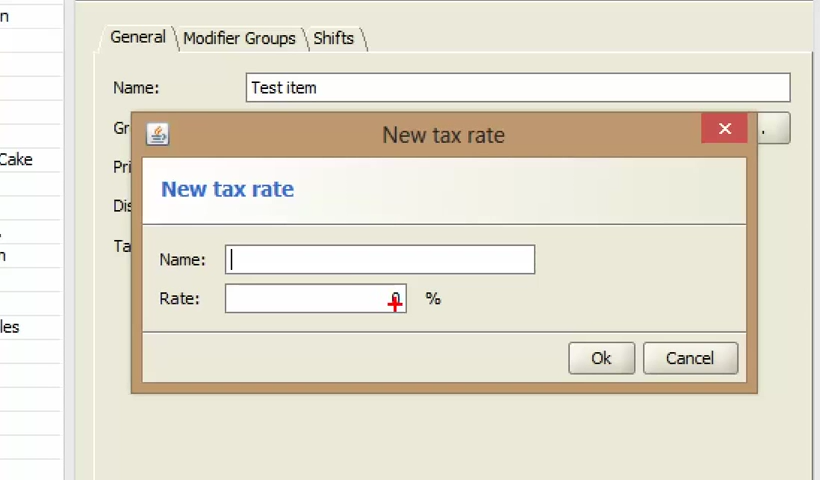 n
General Modifier Groups Shifts
Name: Test item
Gr
New tax rate
Cake
Pri
New tax rate
Dis
Ta
Name:
Rate: 0 %
les
Ok Cancel